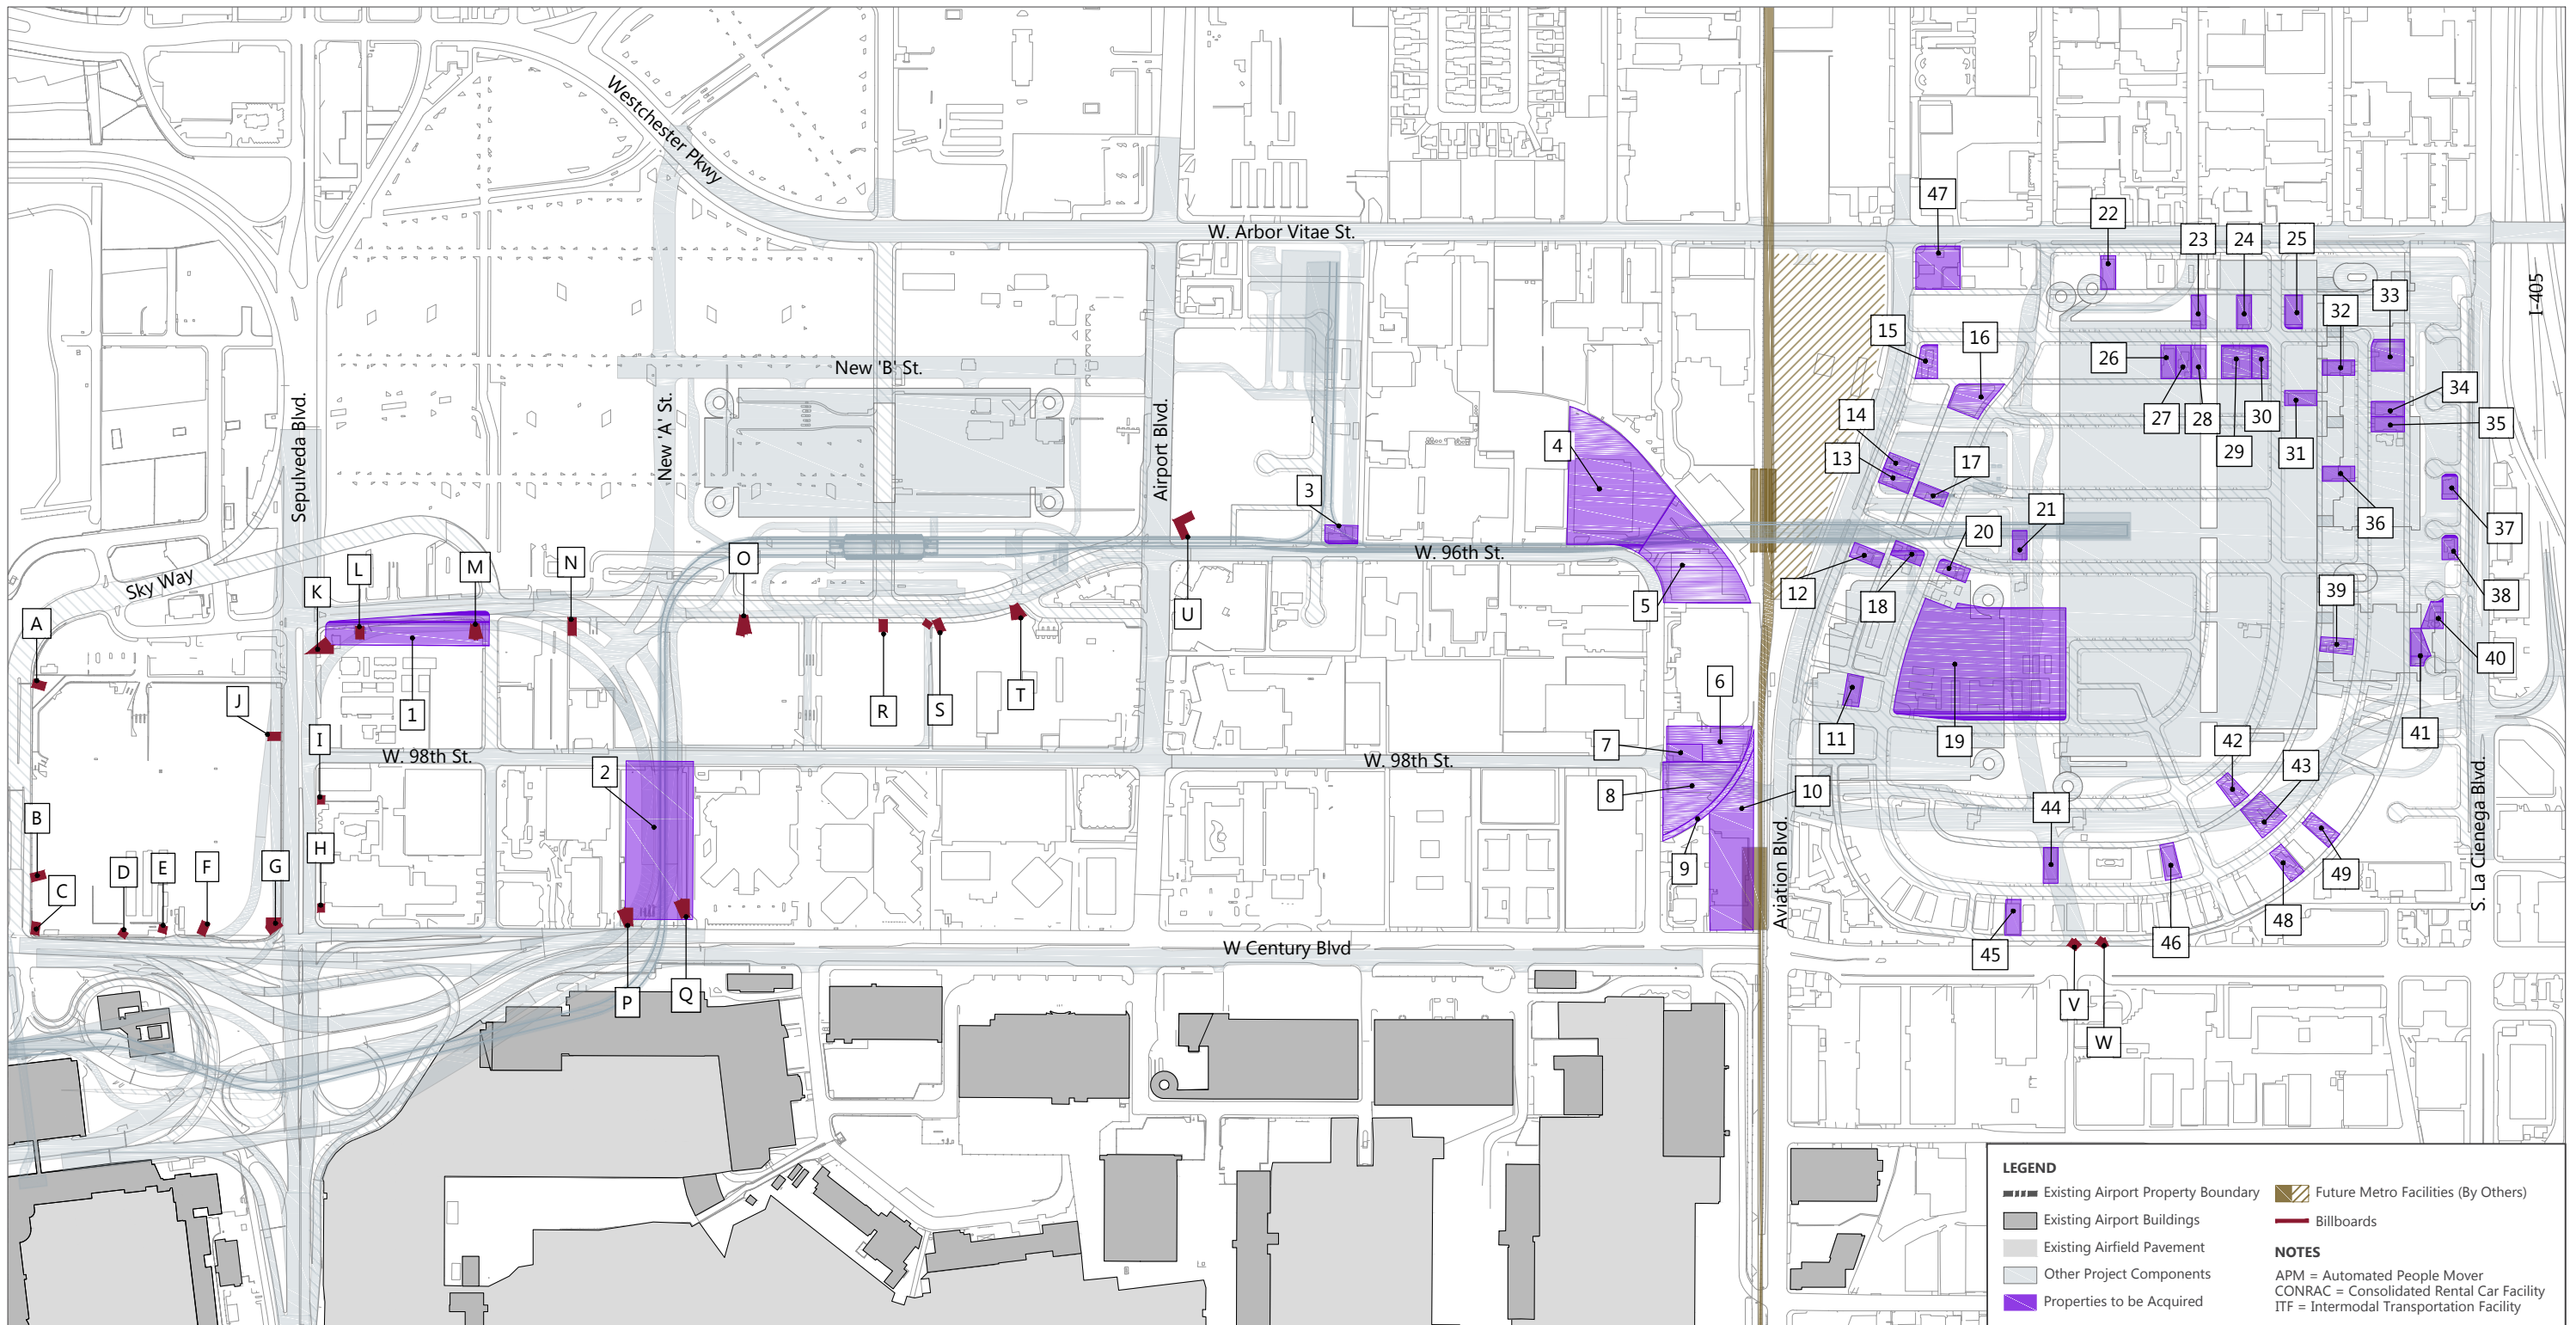 Westchester Pkwy
47
22
W. Arbor Vitae St.
23
24
25
I-405
33
32
15
16
26
New 'B' St.
34
14
27
28
30
35
29
31
4
13
17
Sepulveda Blvd.
New 'A' St.
Airport Blvd.
3
21
36
37
20
W. 96th St.
O
N
M
L
K
Sky Way
12
18
39
38
5
A
U
40
6
T
S
R
1
J
I
11
19
42
41
7
W. 98th St.
W. 98th St.
2
43
8
10
S. La Cienega Blvd.
44
B
H
Aviation Blvd.
9
49
D
E
F
G
C
48
46
45
W Century Blvd
P
Q
V
W
LEGEND
Existing Airport Property Boundary
Existing Airport Buildings
Existing Airfield Pavement
Other Project Components
Properties to be Acquired
Future Metro Facilities (By Others)
Billboards
NOTES
APM = Automated People Mover
CONRAC = Consolidated Rental Car Facility
ITF = Intermodal Transportation Facility